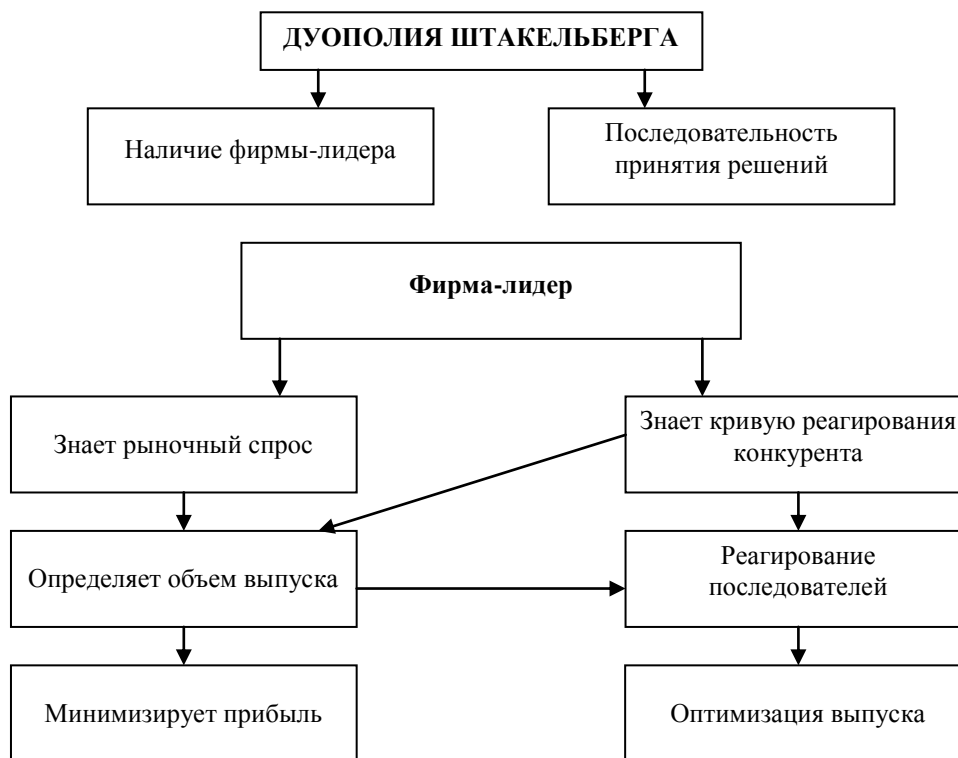 ДУОПОЛИЯ ШТАКЕЛЬБЕРГА
Наличие фирмы-лидера
Последовательность
принятия решений
Фирма-лидер
Знает рыночный спрос
Знает кривую реагирования
конкурента
Определяет объем выпуска
Реагирование
последователей
Минимизирует прибыль
Оптимизация выпуска